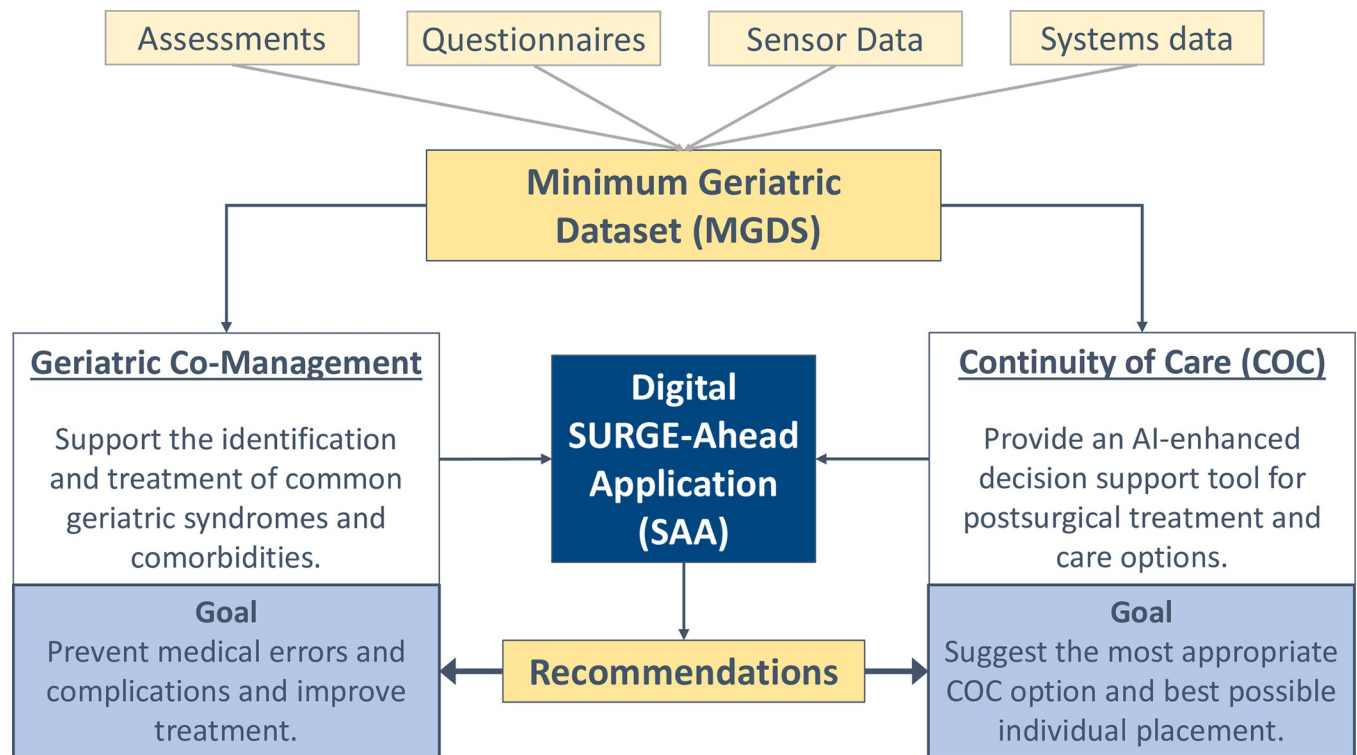 Assessments
Questionnaires
Sensor Data
Systems data
Minimum Geriatric
Dataset (MGDS)
Geriatric Co-Management
Support the identification
and treatment of common
geriatric syndromes and
comorbidities.
Goal
Prevent medical errors and
complications and improve
treatment.
Digital
SURGE-Ahead
Application
(SAA)
Recommendations
Continuity of Care (COC)
Provide an AI-enhanced
decision support tool for
postsurgical treatment and
care options.
Goal
Suggest the most appropriate
COC option and best possible
individual placement.